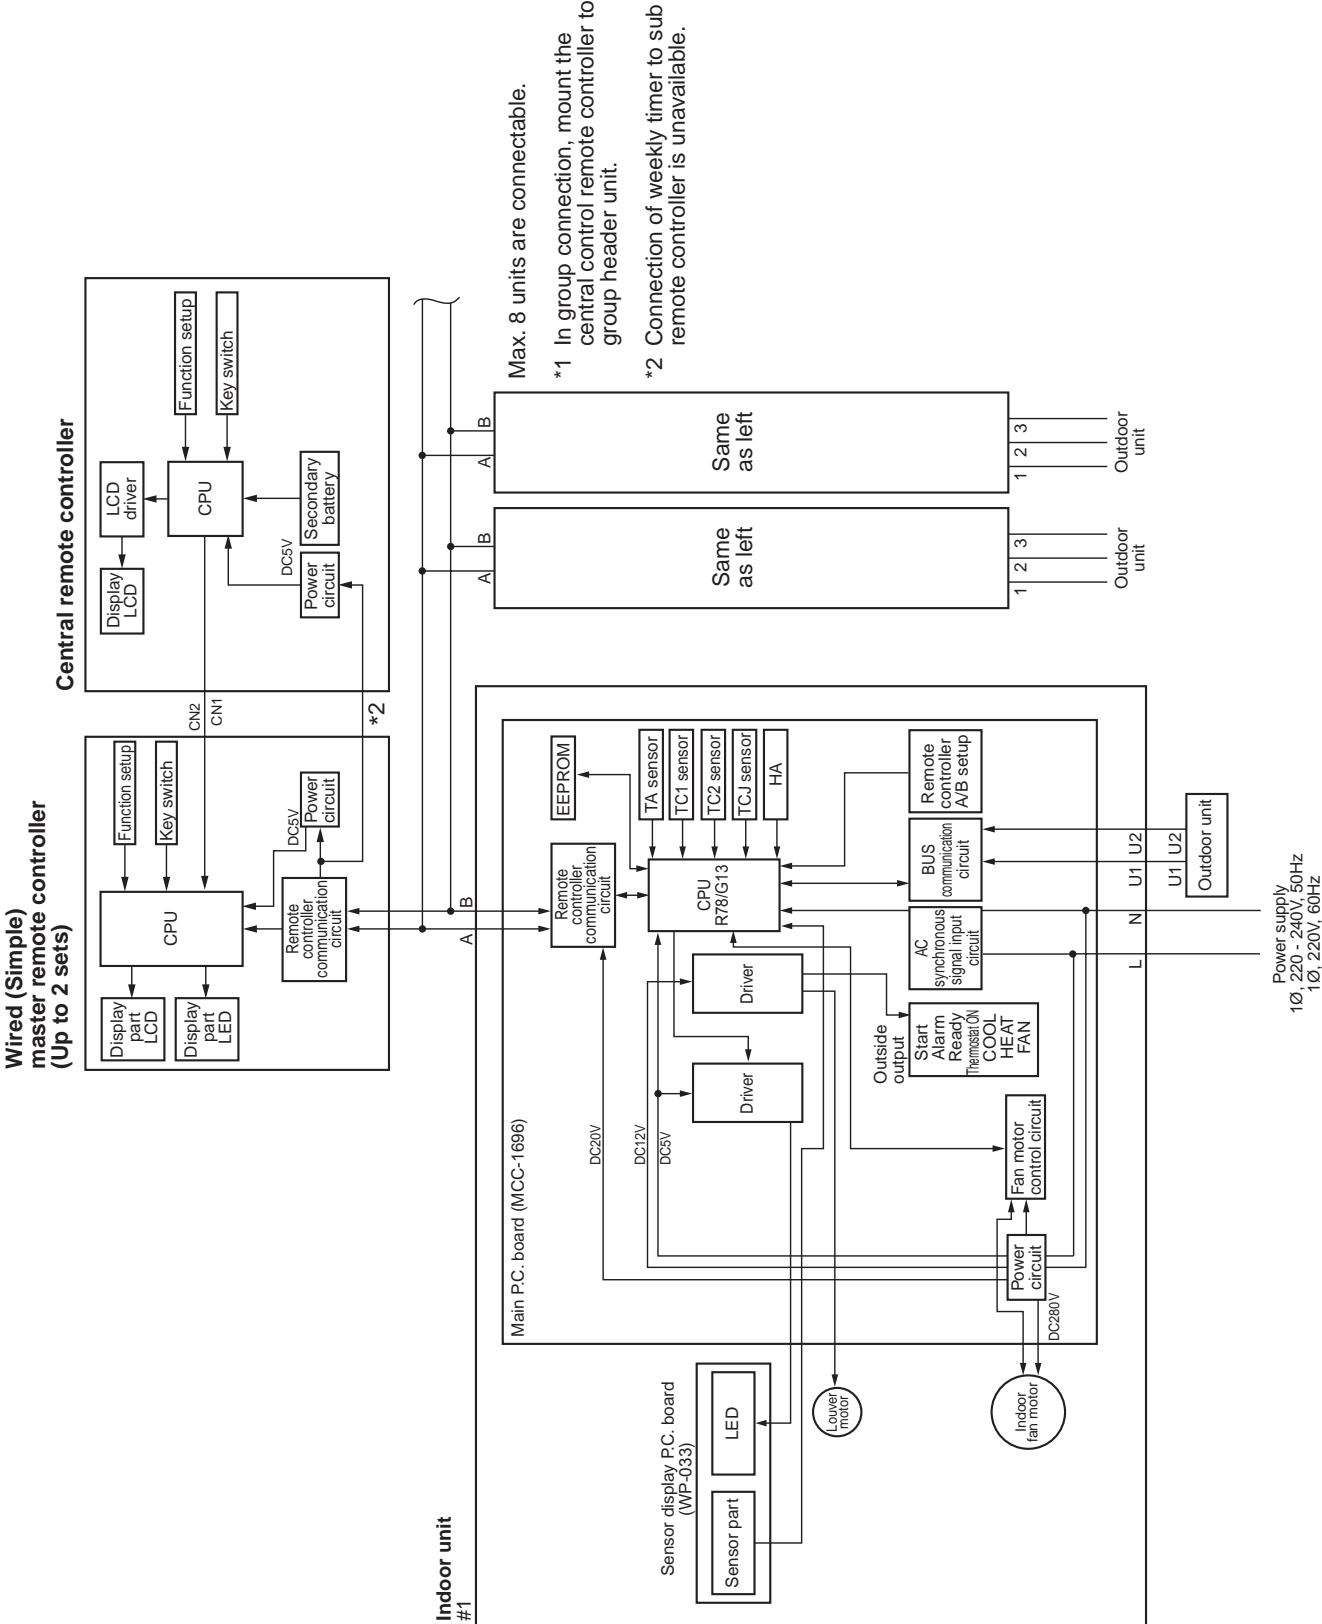 Wired (Simple)
master remote controller
(Up to 2 sets)
Display
part
LCD
Display
part
LED
CPU
Function setup
Key switch
Remote
controller
communication
circuit
DC5V
Power
circuit
CN2
CN1
*2
Central remote controller
Display
LCD
LCD
driver
CPU
Function setup
Key switch
DC5V
Power
circuit
Secondary
battery
Indoor unit
#1
A
B
Main P.C. board (MCC-1696)
DC20V
DC12V
DC5V
Remote
controller
communication
circuit
EEPROM
TA sensor
TC1 sensor
TC2 sensor
TCJ sensor
HA
CPU
R78/G13
Driver
Driver
Sensor display P.C. board
(WP-033)
Sensor part
LED
Louver
motor
Indoor
fan motor
DC280V
Power
circuit
Fan motor
control circuit
Outside
output
Start
Alarm
Ready
Thermostat ON
COOL
HEAT
FAN
AC
synchronous
signal input
circuit
BUS
communication
circuit
Remote
controller
A/B setup
L
N
U1
U2
U1
U2
Outdoor unit
Power supply
1Ø, 220 - 240V, 50Hz
1Ø, 220V, 60Hz
A
B
Same
as left
1
2
3
Outdoor
unit
A
B
Same
as left
1
2
3
Outdoor
unit
Max. 8 units are connectable.
*1 In group connection, mount the
central control remote controller to
group header unit.
*2 Connection of weekly timer to sub
remote controller is unavailable.